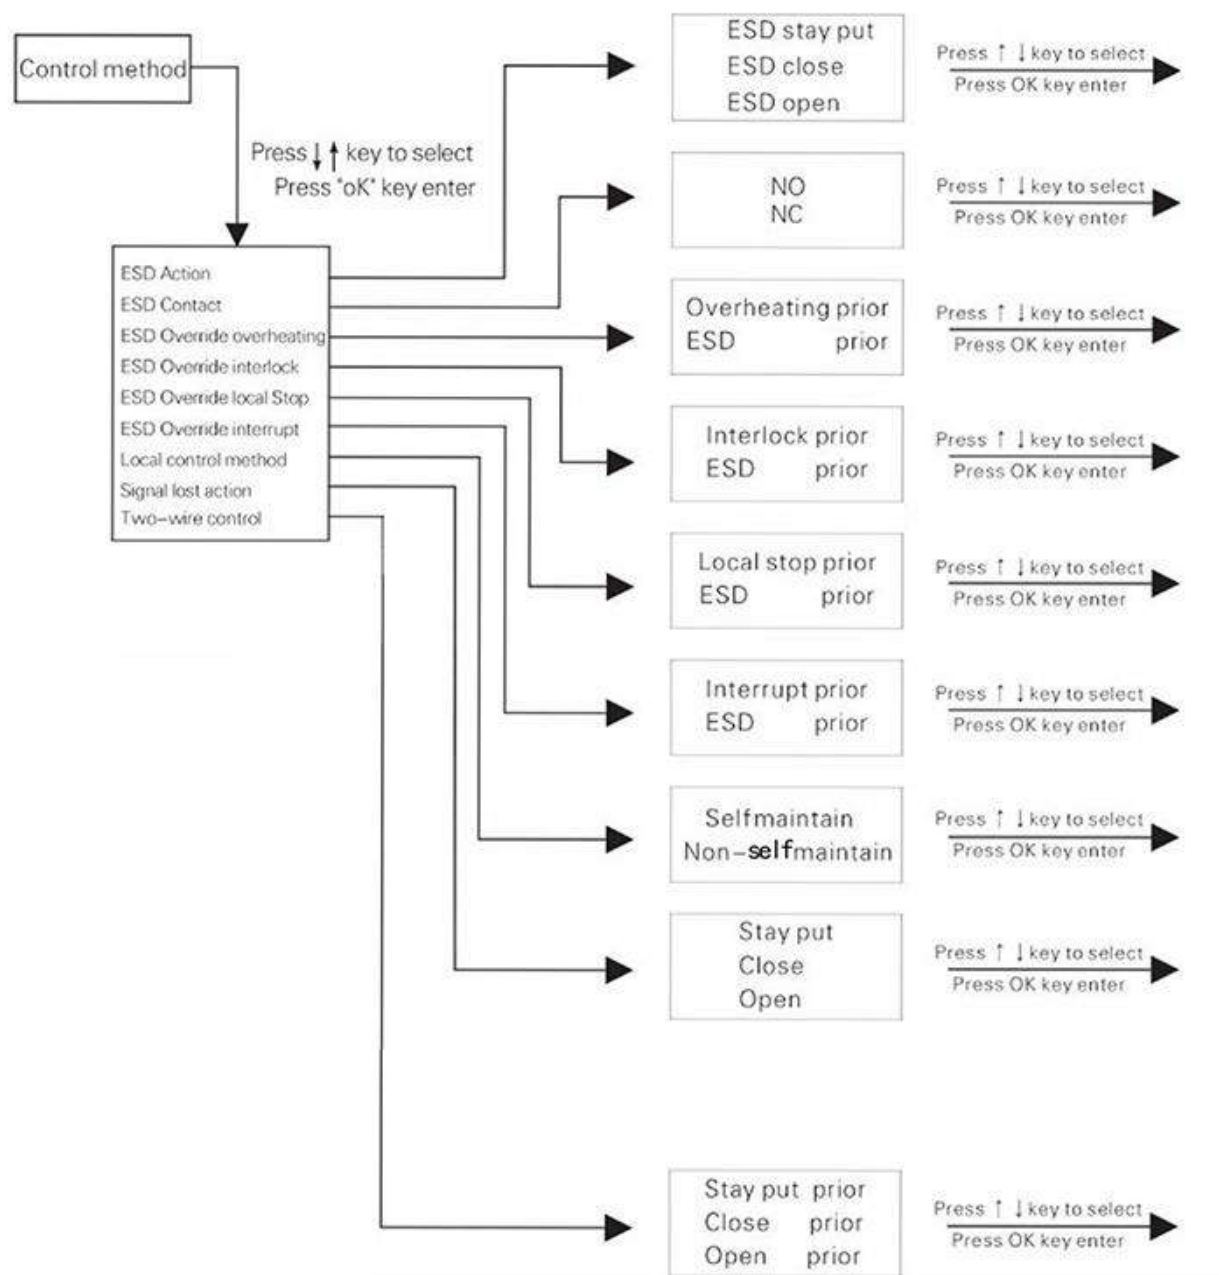 Control method
Press ↓ ↑ key to select
Press "oK" key enter
ESD Action
ESD Contact
ESD Override overheating
ESD Override interlock
ESD Override local Stop
ESD Override interrupt
Local control method
Signal lost action
Two-wire control
ESD stay put
ESD close
ESD open
Press ↑ ↓ key to select
Press OK key enter
NO
NC
Press ↑ ↓ key to select
Press OK key enter
Overheating prior
ESD prior
Press ↑ ↓ key to select
Press OK key enter
Interlock prior
ESD prior
Press ↑ ↓ key to select
Press OK key enter
Local stop prior
ESD prior
Press ↑ ↓ key to select
Press OK key enter
Interrupt prior
ESD prior
Press ↑ ↓ key to select
Press OK key enter
Selfmaintain
Non-selfmaintain
Press ↑ ↓ key to select
Press OK key enter
Stay put
Close
Open
Press ↑ ↓ key to select
Press OK key enter
Stay put prior
Close prior
Open prior
Press ↑ ↓ key to select
Press OK key enter